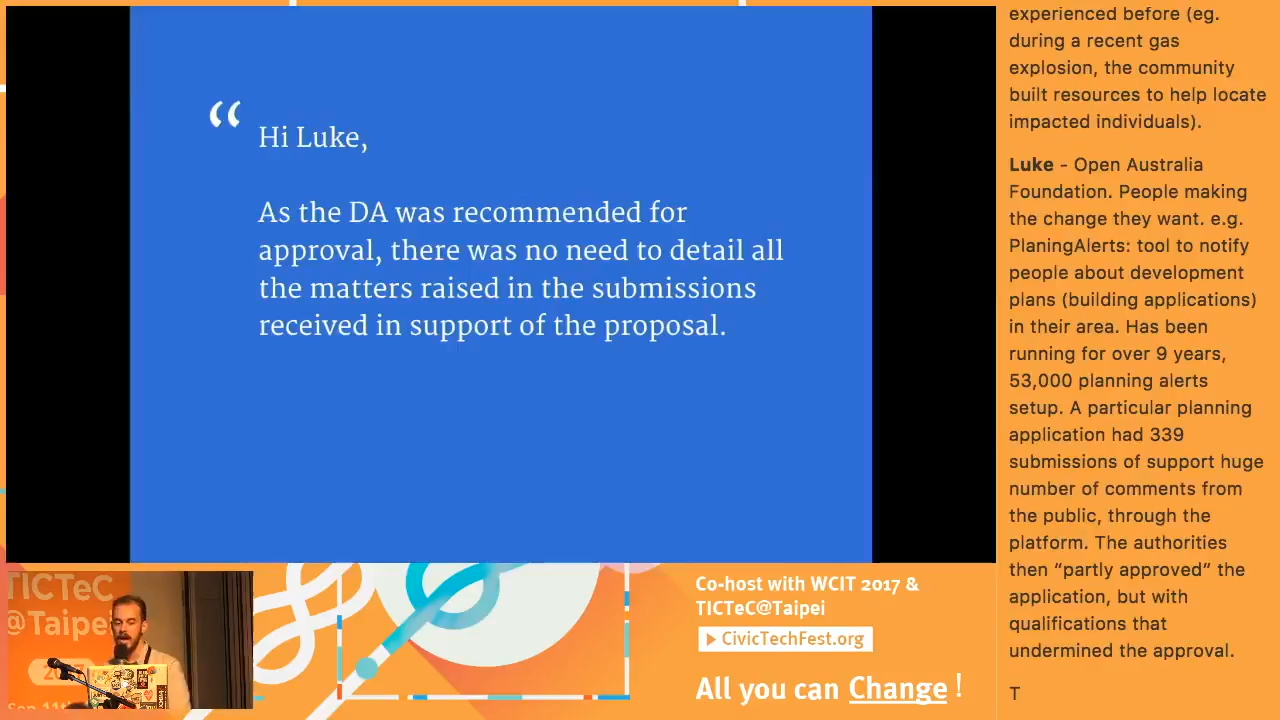 “ Hi Luke,
As the DA was recommended for
approval, there was no need to detail all
the matters raised in the submissions
received in support of the proposal.
experienced before (eg.
during a recent gas
explosion, the community
built resources to help locate
impacted individuals).
Luke - Open Australia
Foundation. People making
the change they want. e.g.
PlaningAlerts: tool to notify
people about development
plans (building applications)
in their area. Has been
running for over 9 years,
53,000 planning alerts
setup. A particular planning
application had 339
submissions of support huge
number of comments from
the public, through the
platform. The authorities
then “partly approved” the
application, but with
qualifications that
undermined the approval.
T
TICTeC
@Taipei
Sep 11th
Co-host with WCIT 2017 &
TICTeC@Taipei
CivicTechFest.org
All you can Change !